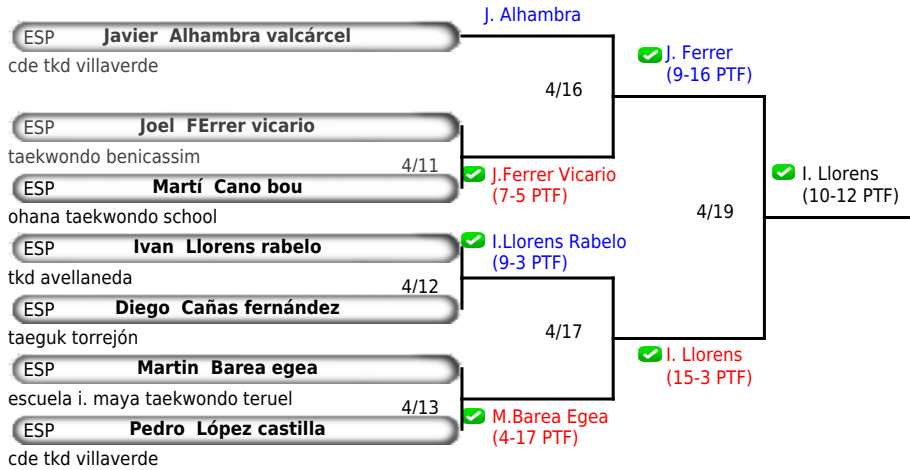 J. Alhambra
ESP Javier Alhambra valcárcel
cde tkd villaverde
J. Ferrer
(9-16 PTF)
4/16
ESP Joel FErrer vicario
taekwondo benicassim
4/11
J.Ferrer Vicario
(7-5 PTF)
ESP Martí Cano bou
ohana taekwondo school
I. Llorens
(10-12 PTF)
4/19
ESP Ivan Llorens rabelo
I.Llorens Rabelo
(9-3 PTF)
tkd avellaneda
4/12
ESP Diego Cañas fernández
taeguk torrejón
4/17
I. Llorens
(15-3 PTF)
ESP Martin Barea egea
escuela i. maya taekwondo teruel
4/13
M.Barea Egea
(4-17 PTF)
ESP Pedro López castilla
cde tkd villaverde